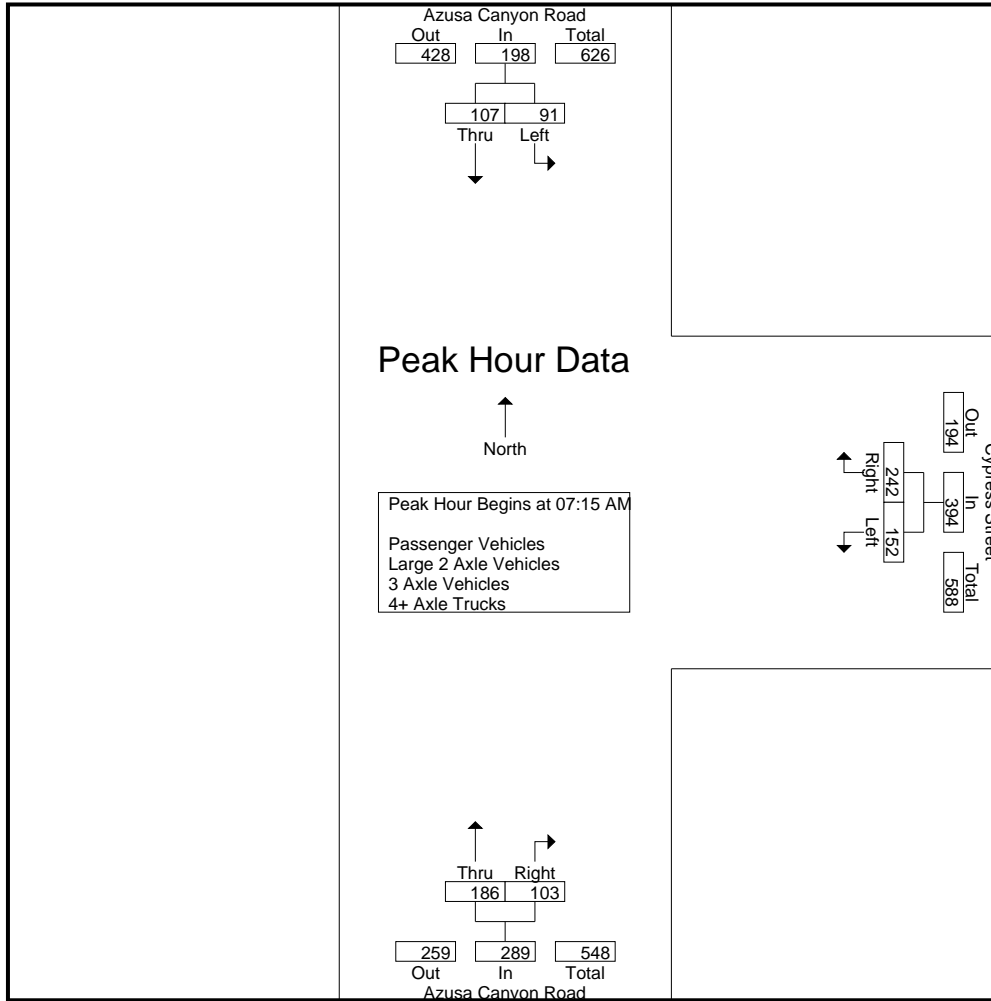 Azusa Canyon Road
Out In Total
428 198 626
107 91
Thru Left
Peak Hour Data
North
Peak Hour Begins at 07:15 AM
Passenger Vehicles
Large 2 Axle Vehicles
3 Axle Vehicles
4+ Axle Trucks
Cypress Street
Out In Total
194 394 588
242 152
Right Left
Thru Right
186 103
259 289 548
Out In Total
Azusa Canyon Road